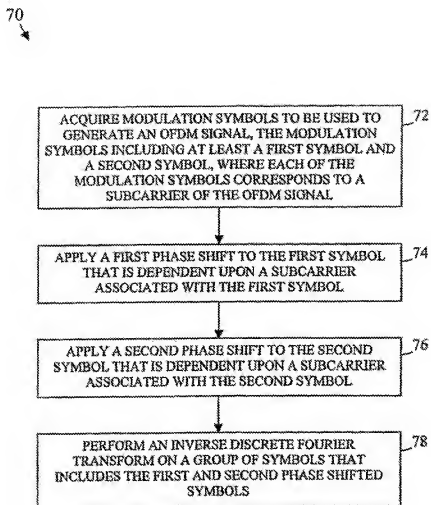 70
ACQUIRE MODULATION SYMBOLS TO BE USED TO
GENERATE AN OFDM SIGNAL, THE MODULATION
SYMBOLS INCLUDING AT LEAST A FIRST SYMBOL AND
A SECOND SYMBOL, WHERE EACH OF THE
MODULATION SYMBOLS CORRESPONDS TO A
SUBCARRIER OF THE OFDM SIGNAL
72
APPLY A FIRST PHASE SHIFT TO THE FIRST SYMBOL
THAT IS DEPENDENT UPON A SUBCARRIER
ASSOCIATED WITH THE FIRST SYMBOL
74
APPLY A SECOND PHASE SHIFT TO THE SECOND
SYMBOL THAT IS DEPENDENT UPON A SUBCARRIER
ASSOCIATED WITH THE SECOND SYMBOL
76
PERFORM AN INVERSE DISCRETE FOURIER
TRANSFORM ON A GROUP OF SYMBOLS THAT
INCLUDES THE FIRST AND SECOND PHASE SHIFTED
SYMBOLS
78